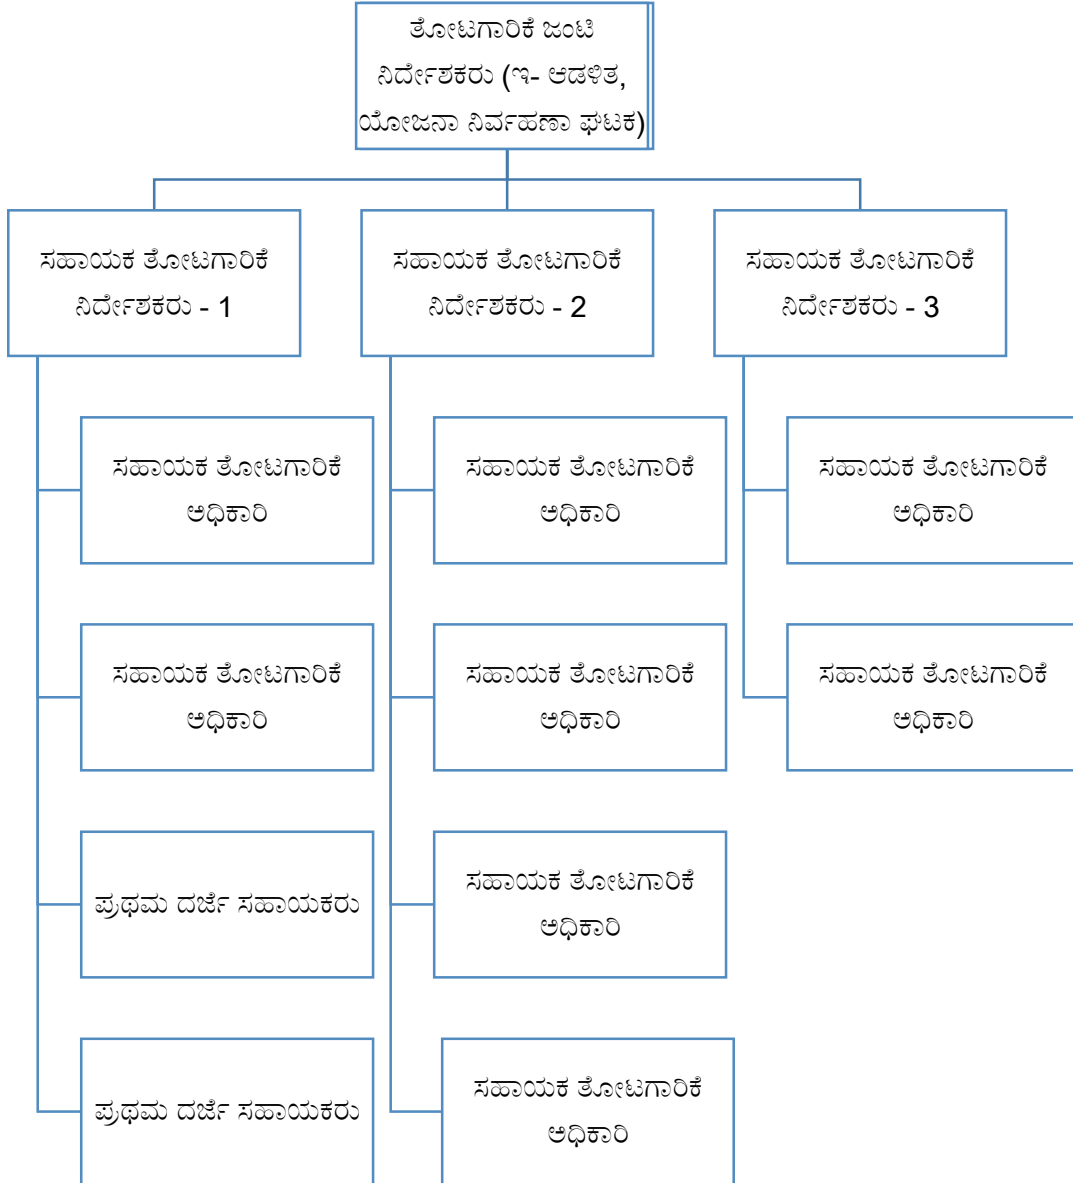 ತೋಟಗಾರಿಕೆ ಜಂಟಿ
ನಿರ್ದೇಶಕರು (ಇ- ಆಡಳಿತ,
ಯೋಜನಾ ನಿರ್ವಹಣಾ ಘಟಕ)
ಸಹಾಯಕ ತೋಟಗಾರಿಕೆ
ನಿರ್ದೇಶಕರು - 1
ಸಹಾಯಕ ತೋಟಗಾರಿಕೆ
ನಿರ್ದೇಶಕರು - 2
ಸಹಾಯಕ ತೋಟಗಾರಿಕೆ
ನಿರ್ದೇಶಕರು - 3
ಸಹಾಯಕ ತೋಟಗಾರಿಕೆ
ಅಧಿಕಾರಿ
ಸಹಾಯಕ ತೋಟಗಾರಿಕೆ
ಅಧಿಕಾರಿ
ಸಹಾಯಕ ತೋಟಗಾರಿಕೆ
ಅಧಿಕಾರಿ
ಸಹಾಯಕ ತೋಟಗಾರಿಕೆ
ಅಧಿಕಾರಿ
ಸಹಾಯಕ ತೋಟಗಾರಿಕೆ
ಅಧಿಕಾರಿ
ಸಹಾಯಕ ತೋಟಗಾರಿಕೆ
ಅಧಿಕಾರಿ
ಪ್ರಥಮ ದರ್ಜೆ ಸಹಾಯಕರು
ಸಹಾಯಕ ತೋಟಗಾರಿಕೆ
ಅಧಿಕಾರಿ
ಪ್ರಥಮ ದರ್ಜೆ ಸಹಾಯಕರು
ಸಹಾಯಕ ತೋಟಗಾರಿಕೆ
ಅಧಿಕಾರಿ